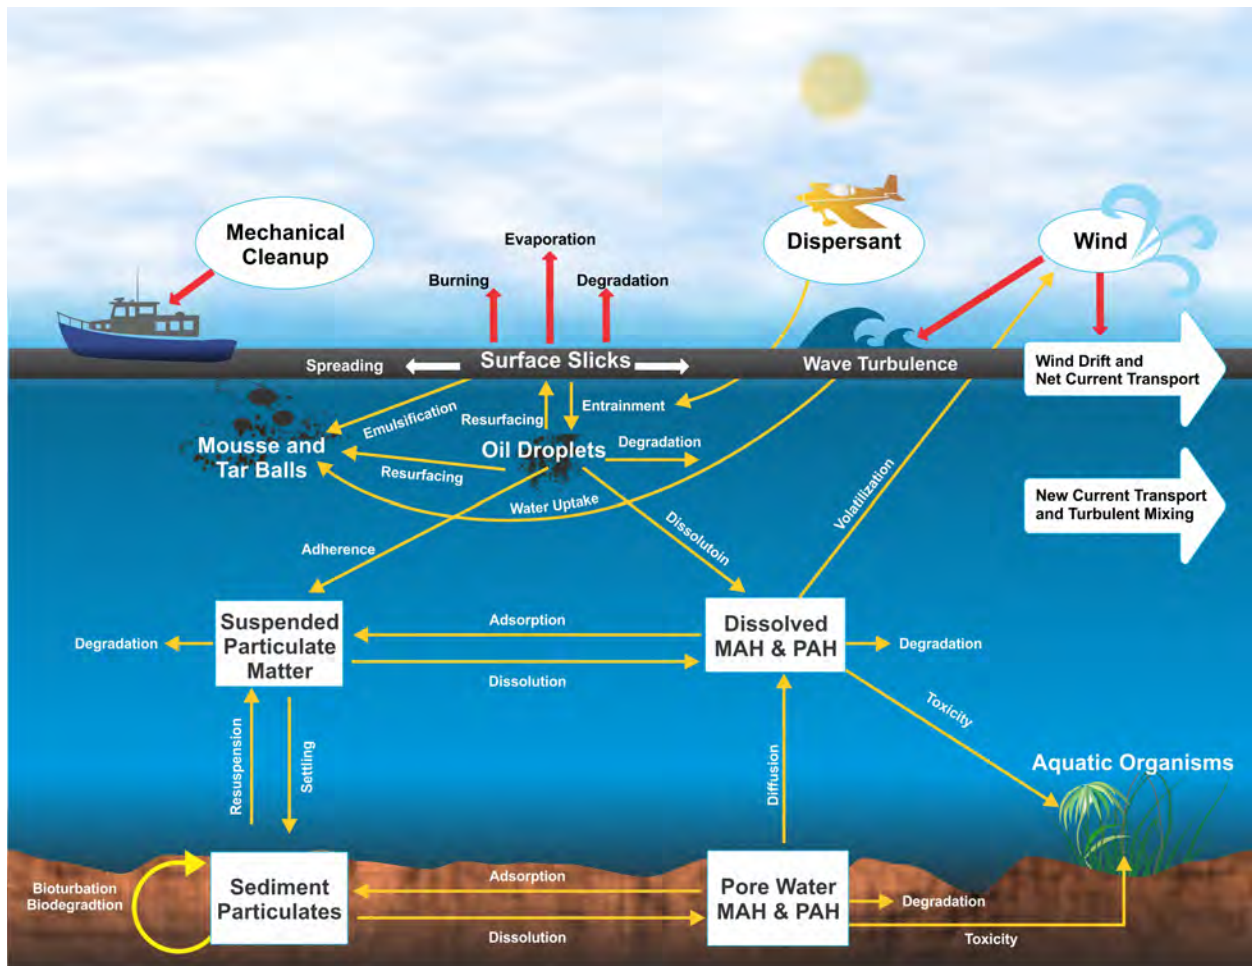 Mechanical
Cleanup
Dispersant
Wind
Evaporation
Burning
Degradation
Spreading
Surface Slicks
Wave Turbulence
Wind Drift and
Net Current Transport
Emulsification
Resurfacing
Entrainment
Mousse and
Tar Balls
Oil Droplets
Degradation
Resurfacing
Water Uptake
Volatilization
New Current Transport
and Turbulent Mixing
Adherence
Dissolutoin
Suspended
Particulate
Matter
Adsorption
Dissolved
MAH & PAH
Degradation
Degradation
Dissolution
Toxicity
Resuspension
Settling
Diffusion
Aquatic Organisms
Bioturbation
Biodegradtion
Sediment
Particulates
Adsorption
Dissolution
Pore Water
MAH & PAH
Degradation
Toxicity